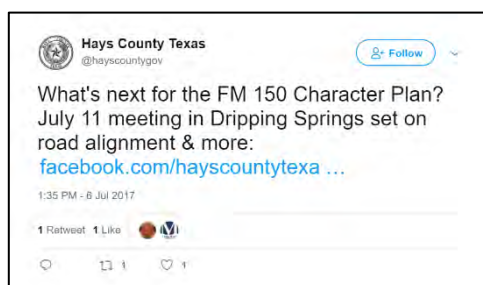 Hays County Texas
@hayscountygov
Follow
What's next for the FM 150 Character Plan?
July 11 meeting in Dripping Springs set on
road alignment & more:
facebook.com/hayscountytexa ...
1:35 PM - 6 Jul 2017
1 Retweet 1 Like
1 1